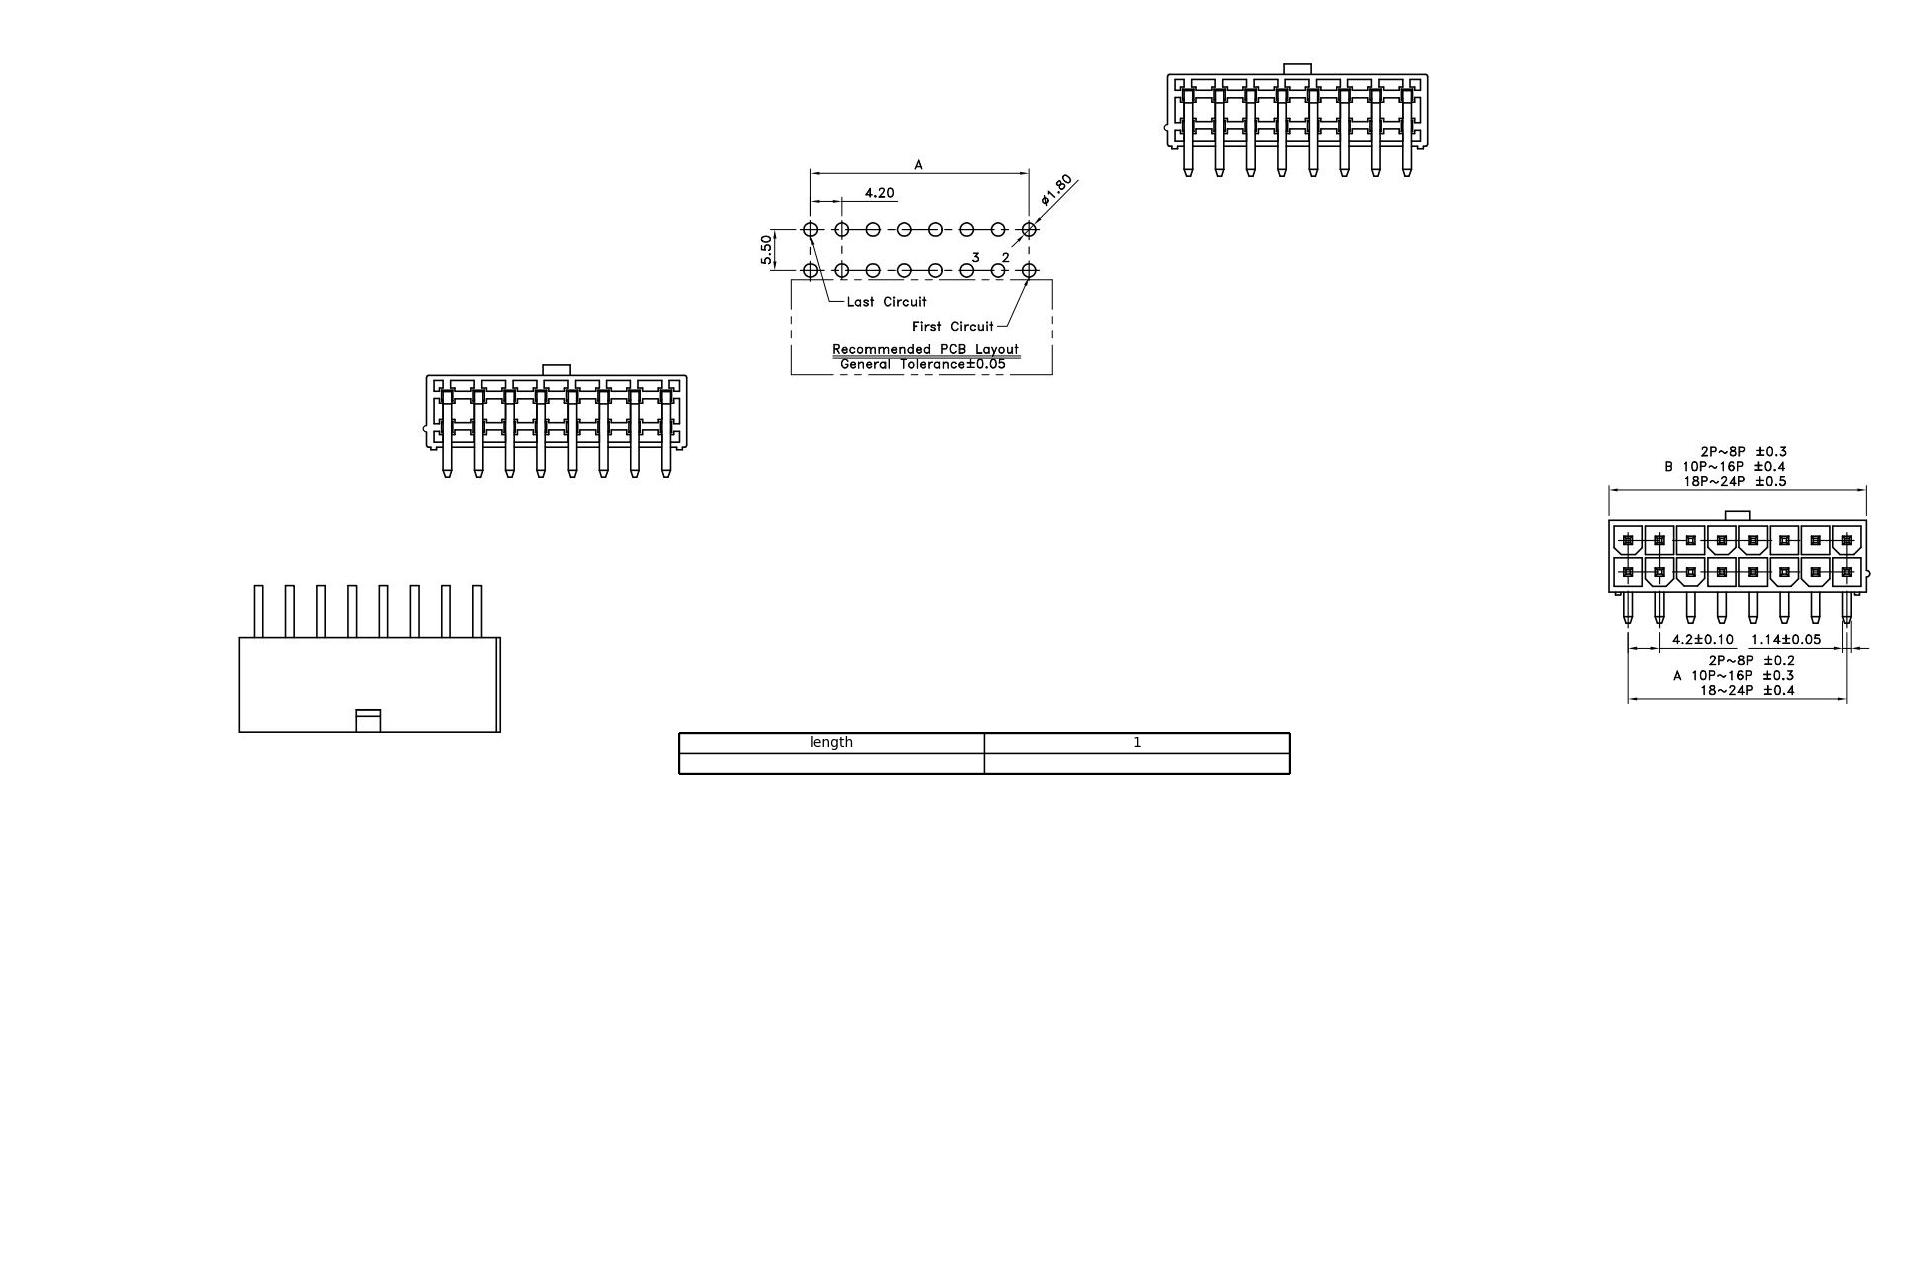 A
4.20
ø1.80
5.50
3 2
Last Circuit
First Circuit
Recommended PCB Layout
General Tolerance±0.05
2P~8P ±0.3
B 10P~16P ±0.4
18P~24P ±0.5
4.2±0.10 1.14±0.05
2P~8P ±0.2
A 10P~16P ±0.3
18~24P ±0.4
length 1